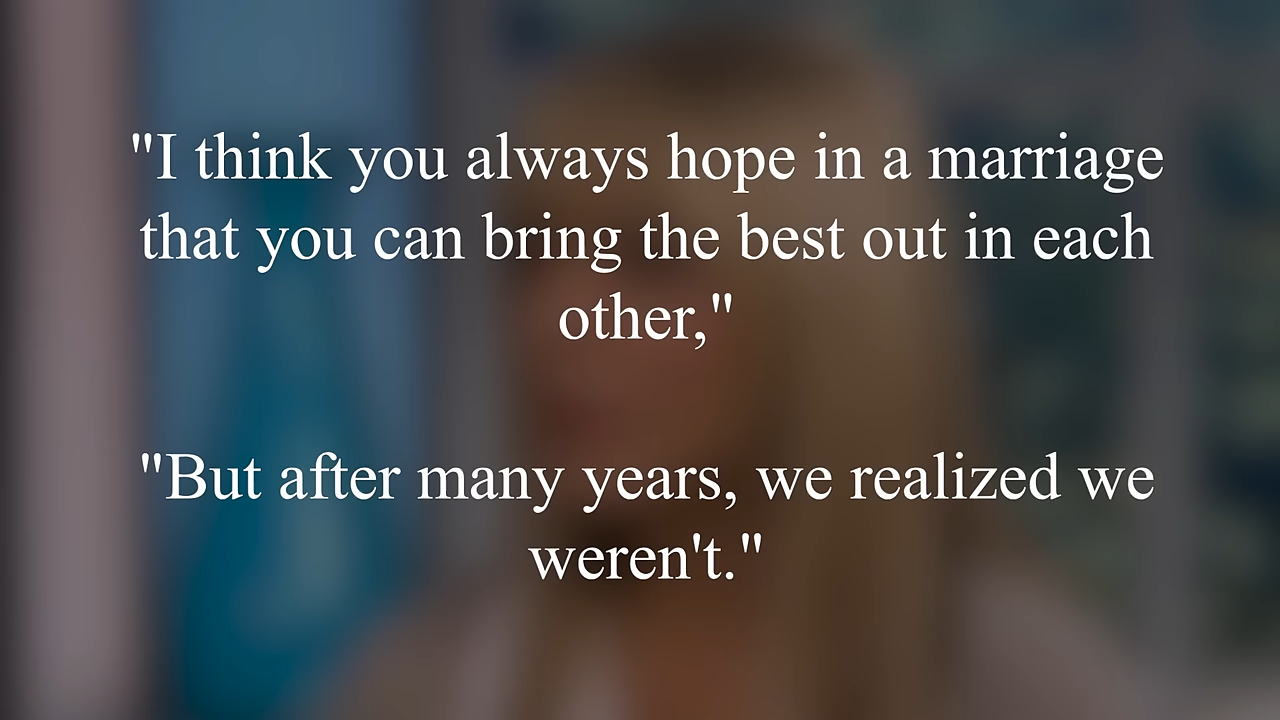 "I think you always hope in a marriage
that you can bring the best out in each
other,"
"But after many years, we realized we
weren't."